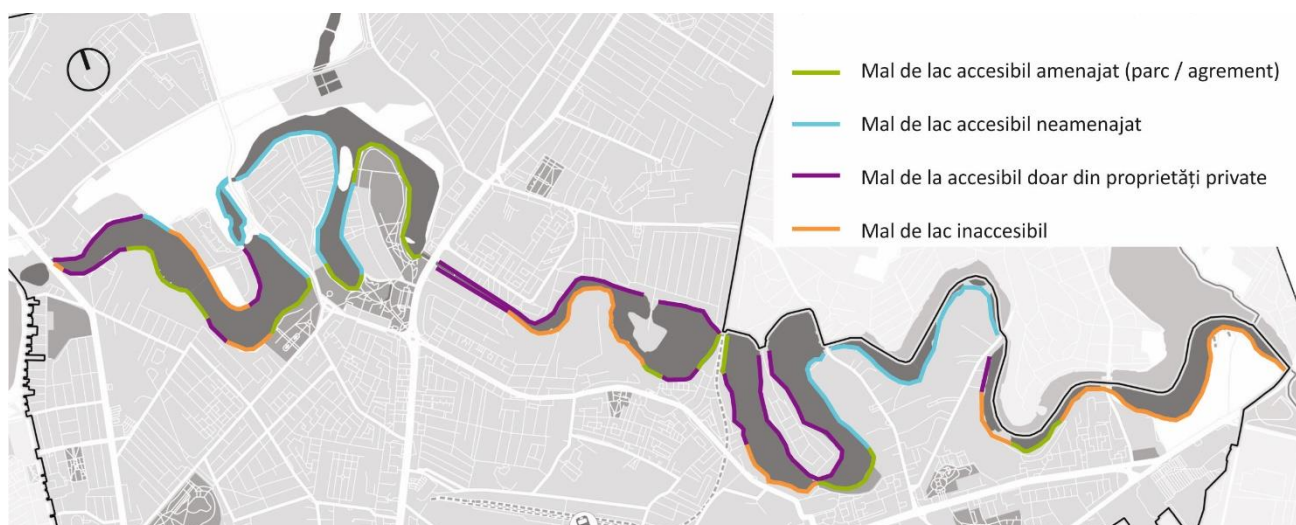 Mal de lac accesibil amenajat (parc / agrement)
Mal de lac accesibil neamenajat
Mal de la accesibil doar din proprietăți private
Mal de lac inaccesibil